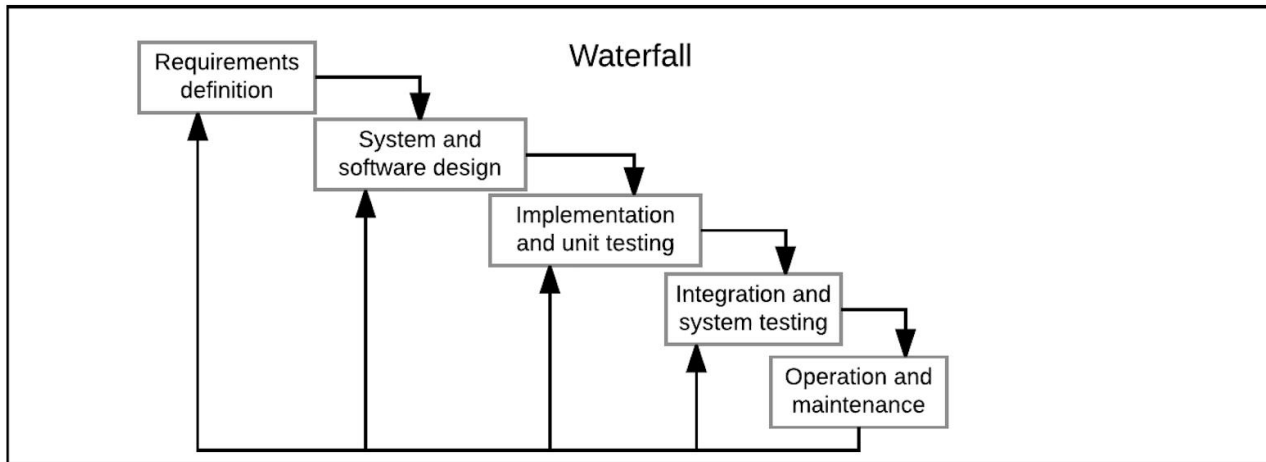 Waterfall
Requirements
definition
System and
software design
Implementation
and unit testing
Integration and
system testing
Operation and
maintenance